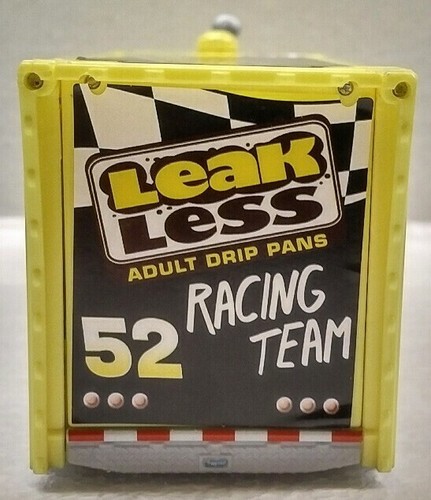 Leak
Less
ADULT DRIP PANS
RACING
TEAM
52